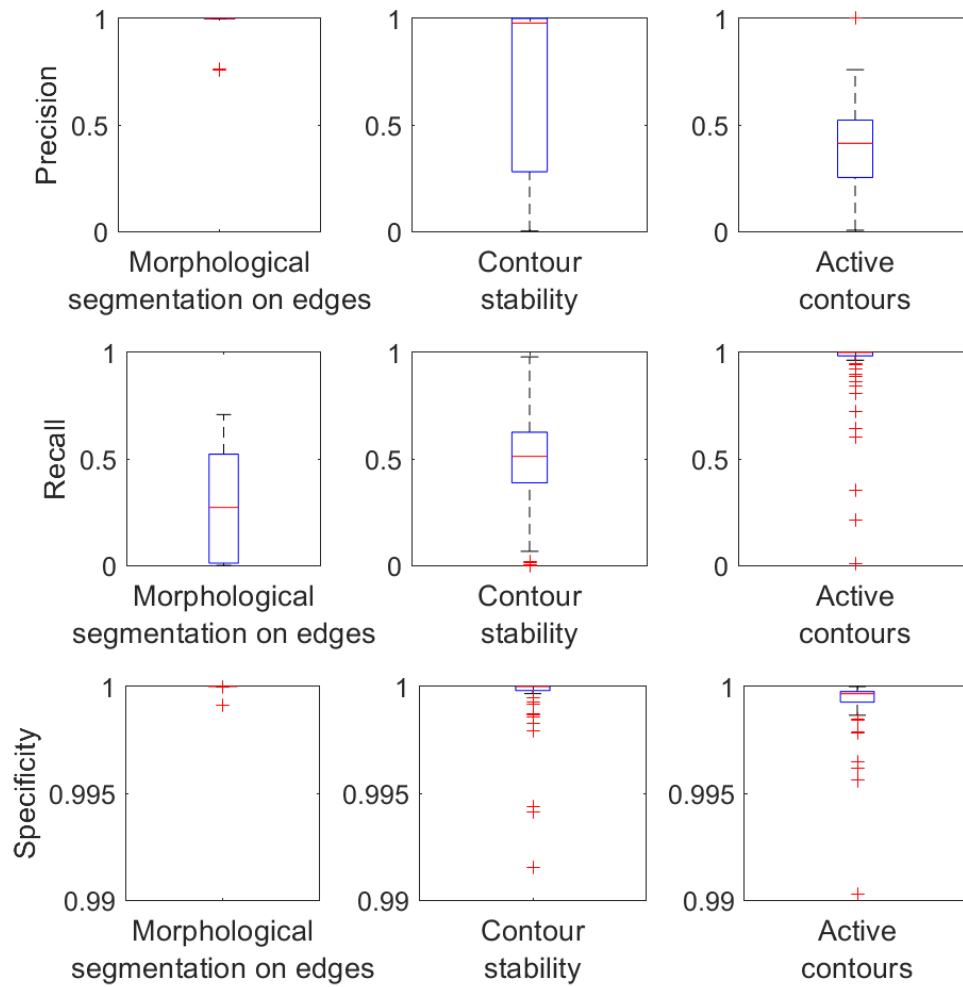 Precision
1
0.5
0
Morphological
segmentation on edges
1
0.5
0
Contour
stability
1
0.5
0
Active
contours
Recall
1
0.5
0
Morphological
segmentation on edges
1
0.5
0
Contour
stability
1
0.5
0
Active
contours
Specificity
1
0.995
0.99
Morphological
segmentation on edges
1
0.995
0.99
Contour
stability
1
0.995
0.99
Active
contours